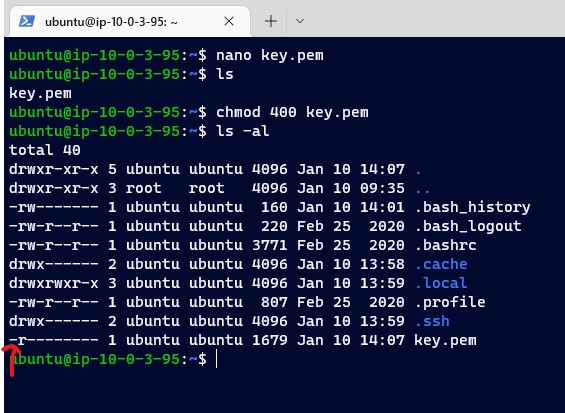 ubuntu@ip-10-0-3-95: ~
ubuntu@ip-10-0-3-95:~$ nano key.pem
ubuntu@ip-10-0-3-95:~$ ls
key.pem
ubuntu@ip-10-0-3-95:~$ chmod 400 key.pem
ubuntu@ip-10-0-3-95:~$ ls -al
total 40
drwxr-xr-x 5 ubuntu ubuntu 4096 Jan 10 14:07 .
drwxr-xr-x 3 root   root   4096 Jan 10 09:35 ..
-rw------- 1 ubuntu ubuntu  160 Jan 10 14:01 .bash_history
-rw-r--r-- 1 ubuntu ubuntu  220 Feb 25  2020 .bash_logout
-rw-r--r-- 1 ubuntu ubuntu 3771 Feb 25  2020 .bashrc
drwx------ 2 ubuntu ubuntu 4096 Jan 10 13:58 .cache
drwxrwxr-x 3 ubuntu ubuntu 4096 Jan 10 13:59 .local
-rw-r--r-- 1 ubuntu ubuntu  807 Feb 25  2020 .profile
drwx------ 2 ubuntu ubuntu 4096 Jan 10 13:59 .ssh
-r-------- 1 ubuntu ubuntu 1679 Jan 10 14:07 key.pem
ubuntu@ip-10-0-3-95:~$